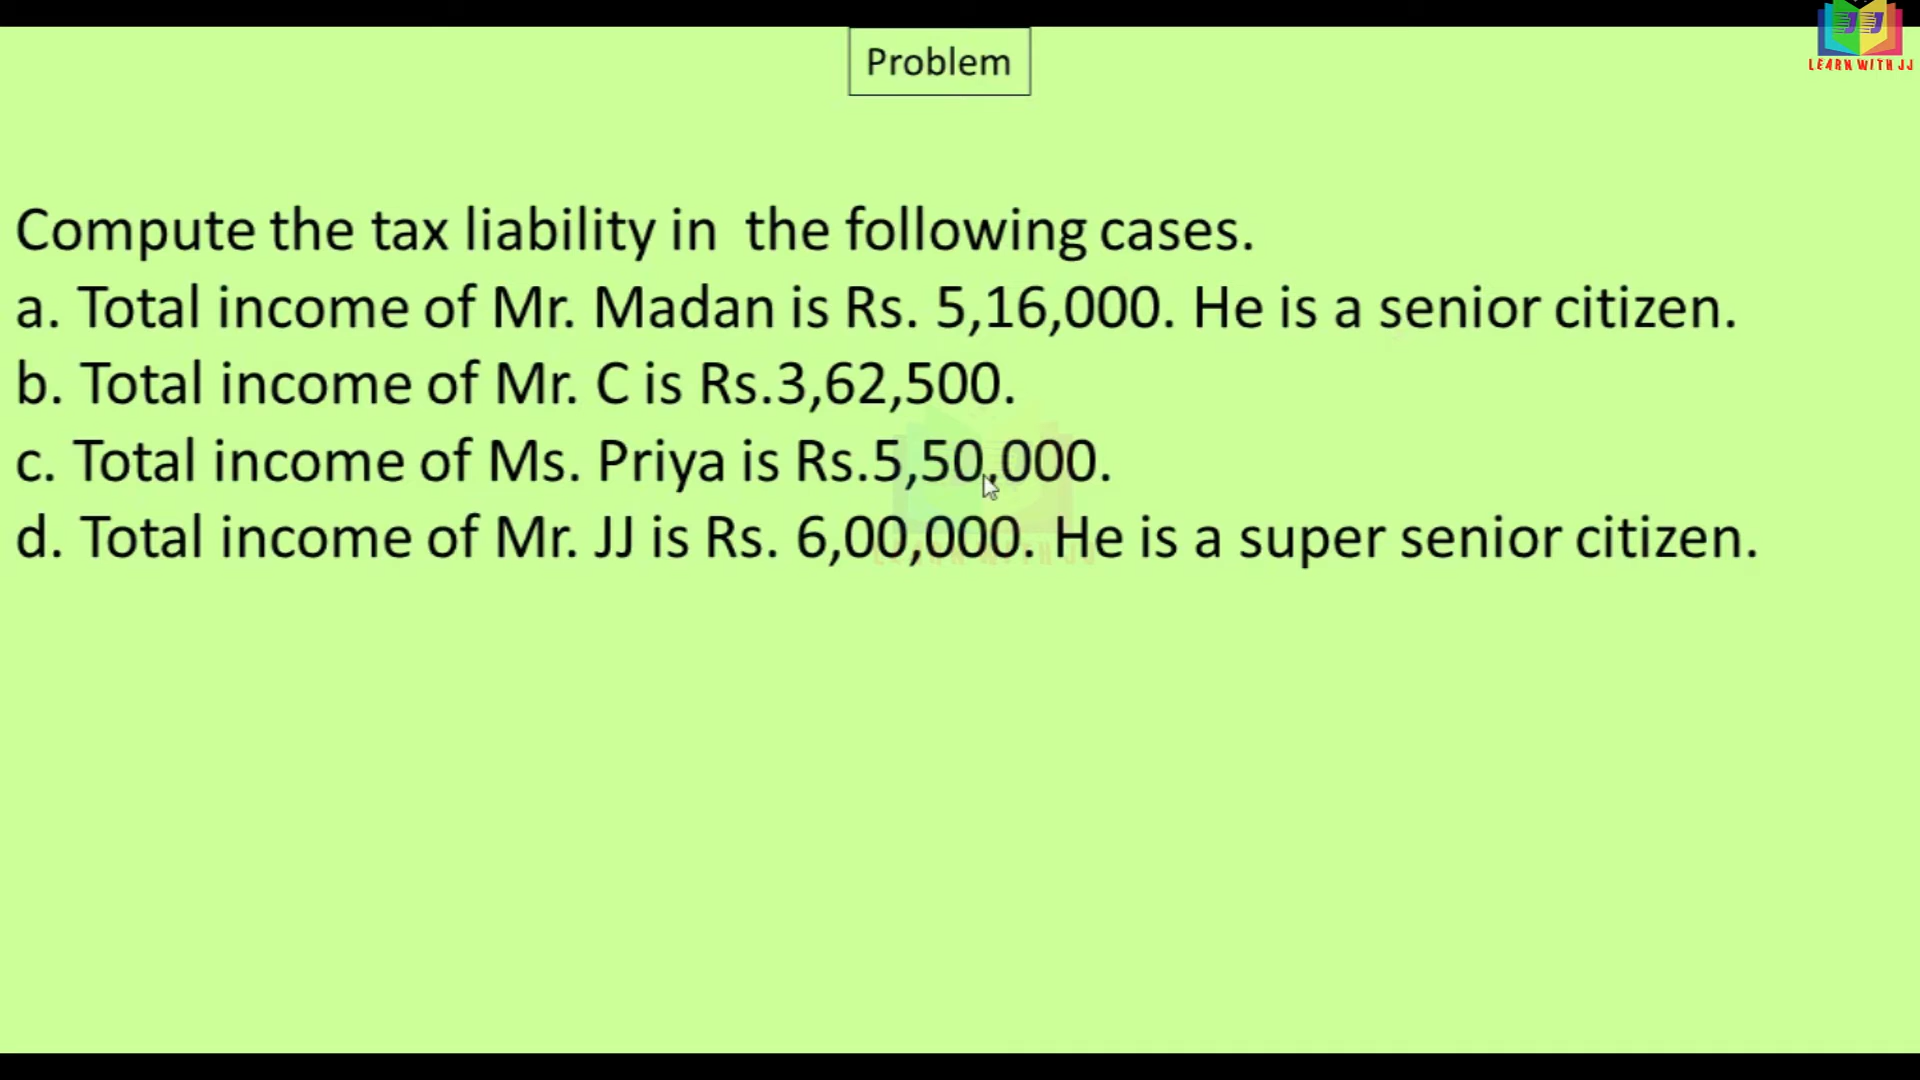 Problem
LEARN WITH JJ
Compute the tax liability in the following cases.
a. Total income of Mr. Madan is Rs. 5,16,000. He is a senior citizen.
b. Total income of Mr. C is Rs.3,62,500.
c. Total income of Ms. Priya is Rs.5,50,000.
d. Total income of Mr. JJ is Rs. 6,00,000. He is a super senior citizen.
LEARN WITH JJ